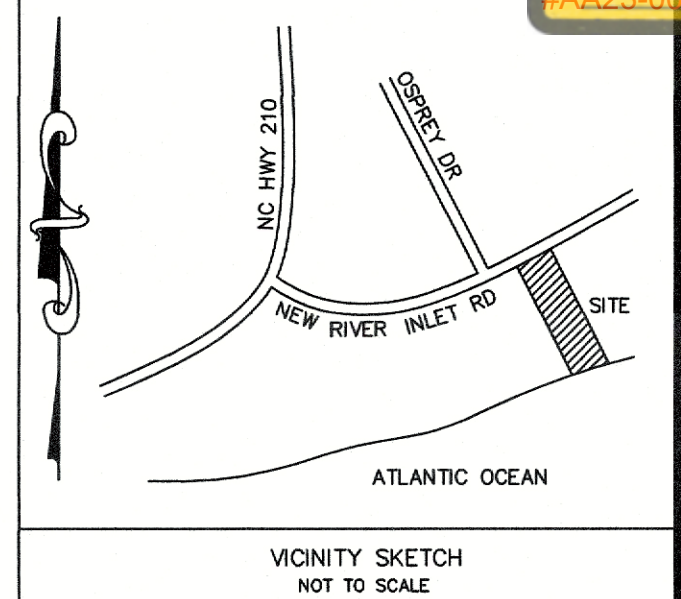 NC HWY 210
OSPREY DR
NEW RIVER INLET RD
SITE
ATLANTIC OCEAN
VICINITY SKETCH
NOT TO SCALE